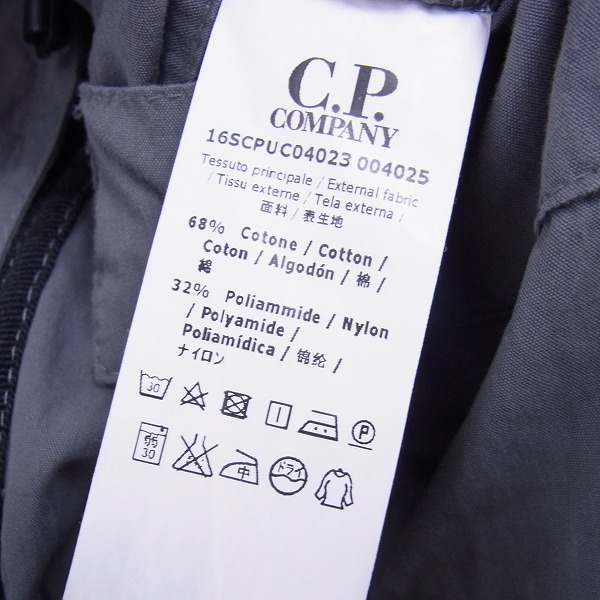 C.P.
COMPANY
16SCPUC04023 004025
Tessuto principale / External fabric
/ Tissu externe / Tela externa /
面料 / 表生地
68% Cotone / Cotton /
Coton / Algodón / 棉 /
綿
32% Poliammide / Nylon
/ Polyamide /
Poliamídica / 锦纶 /
ナイロン
30
P
弱
30
中
ドライ